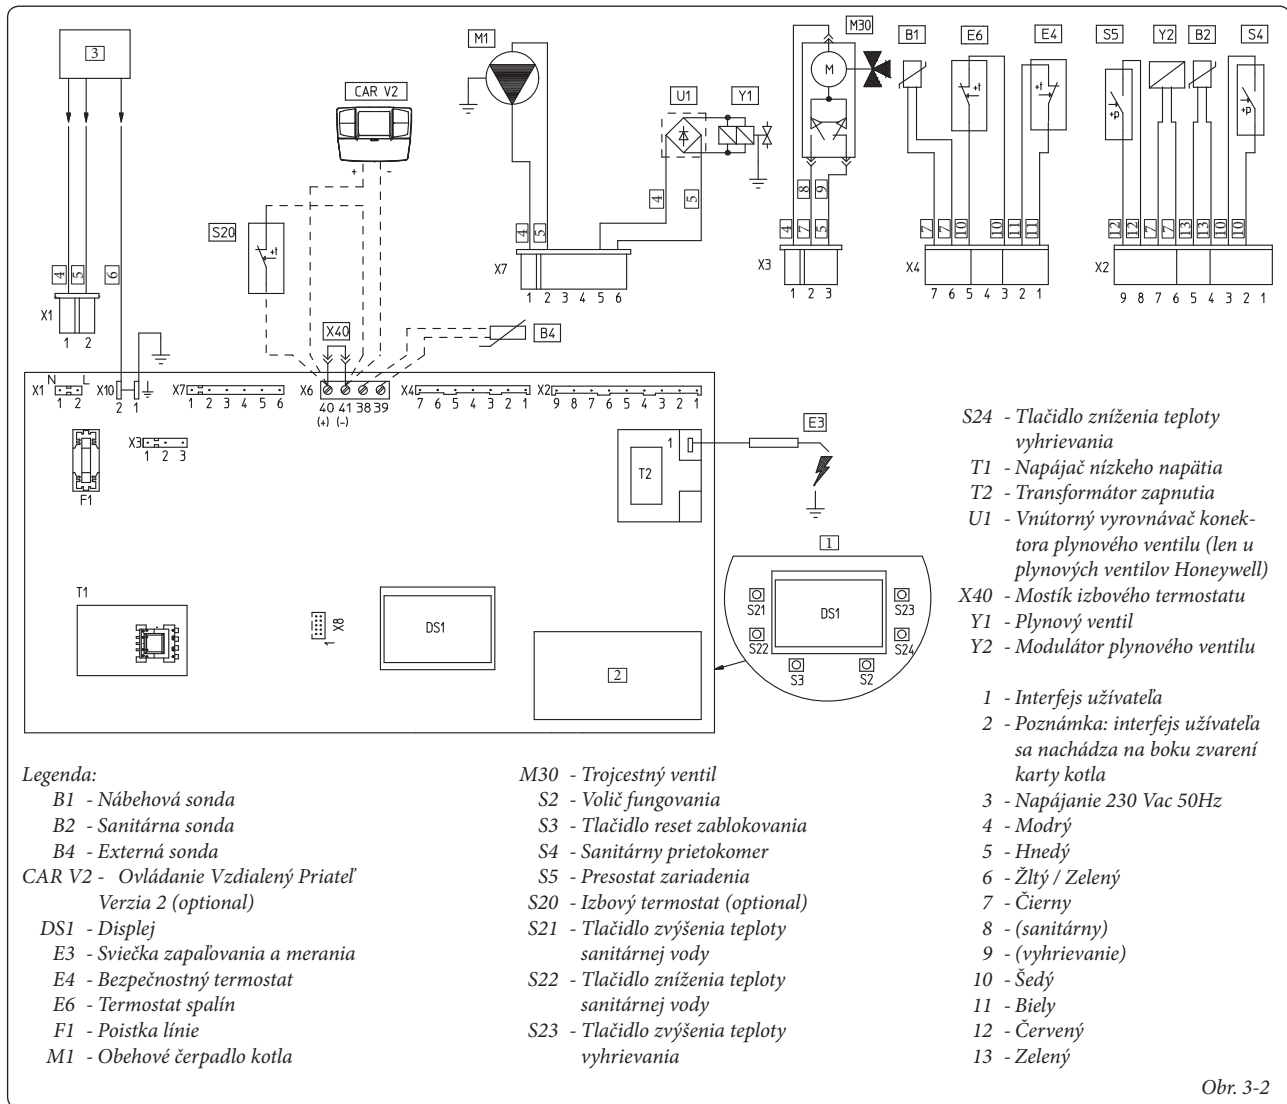 3
CAR V2
+ -
M1
U1
Y1
M30
M
B1
E6
E4
S5
Y2
B2
S4
+t
+t
+p
+p
S20
+t
4 5 6
X1
1 2
4 5
4 5
X7
1 2 3 4 5 6
8 9
4 7 5
X3
1 2 3
7 7 10 10 11 11
X4
7 6 5 4 3 2 1
12 12 7 7 13 13 10 10
X2
9 8 7 6 5 4 3 2 1
X40
B4
X1 N L
1 2
X10
2 1
X7
1 2 3 4 5 6
X6
40 41 38 39
(+) (-)
X4
7 6 5 4 3 2 1
X2
9 8 7 6 5 4 3 2 1
X3
1 2 3
F1
T2
1
E3
T1
X8
1
DS1
2
1
DS1
S21
S22
S23
S24
S3
S2
S24 - Tlačidlo zníženia teploty
vyhrievania
T1 - Napájač nízkeho napätia
T2 - Transformátor zapnutia
U1 - Vnútorný vyrovnávač konek-
tora plynového ventilu (len u
plynových ventilov Honeywell)
X40 - Mostík izbového termostatu
Y1 - Plynový ventil
Y2 - Modulátor plynového ventilu
1 - Interfejs užívateľa
2 - Poznámka: interfejs užívateľa
sa nachádza na boku zvarení
karty kotla
3 - Napájanie 230 Vac 50Hz
4 - Modrý
5 - Hnedý
6 - Žltý / Zelený
7 - Čierny
8 - (sanitárny)
9 - (vyhrievanie)
10 - Šedý
11 - Biely
12 - Červený
13 - Zelený
Legenda:
B1 - Nábehová sonda
B2 - Sanitárna sonda
B4 - Externá sonda
CAR V2 - Ovládanie Vzdialený Priateľ
Verzia 2 (optional)
DS1 - Displej
E3 - Sviečka zapaľovania a merania
E4 - Bezpečnostný termostat
E6 - Termostat spalín
F1 - Poistka línie
M1 - Obehové čerpadlo kotla
M30 - Trojcestný ventil
S2 - Volič fungovania
S3 - Tlačidlo reset zablokovania
S4 - Sanitárny prietokomer
S5 - Presostat zariadenia
S20 - Izbový termostat (optional)
S21 - Tlačidlo zvýšenia teploty
sanitárnej vody
S22 - Tlačidlo zníženia teploty
sanitárnej vody
S23 - Tlačidlo zvýšenia teploty
vyhrievania
Obr. 3-2